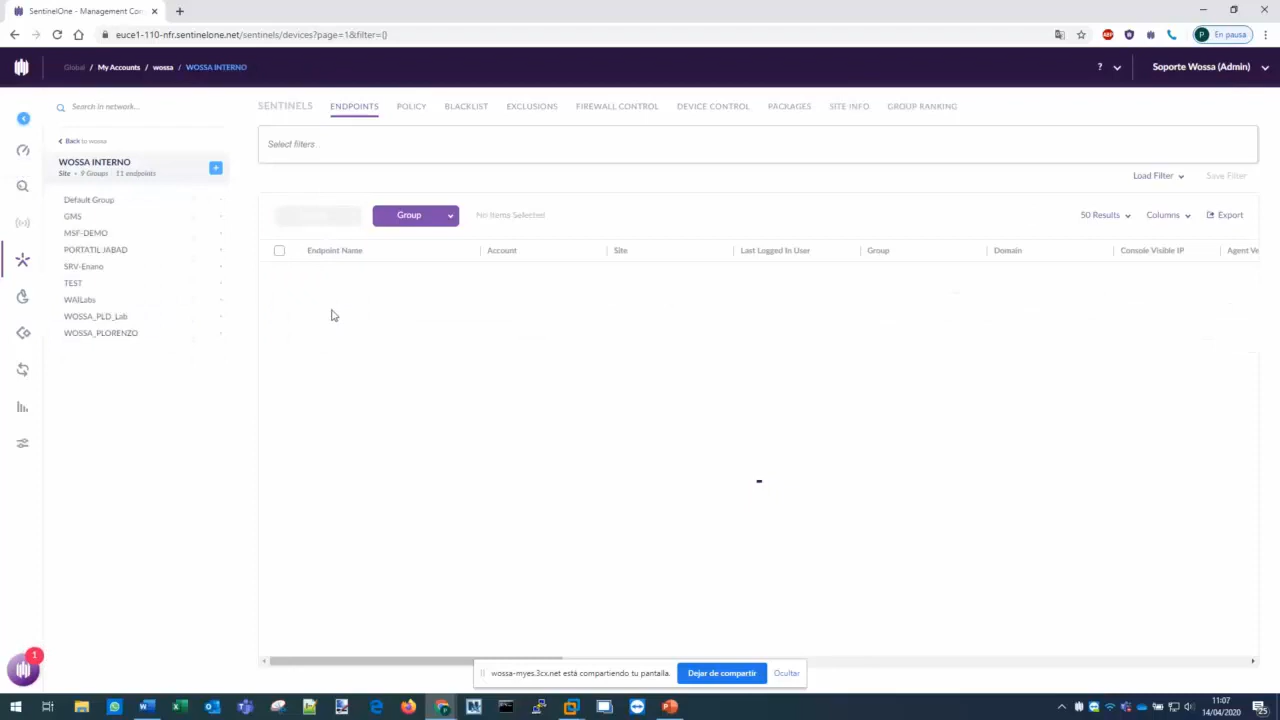 SentinelOne - Management Con
euce1-110-nfr.sentinelone.net/sentinels/devices?page=1&filter={}
ABP
P En pausa
Global / My Accounts / wossa / WOSSA INTERNO
? Soporte Wossa (Admin)
Search in network...
SENTINELS ENDPOINTS POLICY BLACKLIST EXCLUSIONS FIREWALL CONTROL DEVICE CONTROL PACKAGES SITE INFO GROUP RANKING
Back to wossa
Select filters
WOSSA INTERNO
Site • 9 Groups | 11 endpoints
Load Filter Save Filter
Default Group
GMS
MSF-DEMO
PORTATIL JABAD
SRV-Enano
TEST
WAILabs
WOSSA_PLD_Lab
WOSSA_PLORENZO
Group No Items Selected 50 Results Columns Export
Endpoint Name Account Site Last Logged In User Group Domain Console Visible IP Agent Ve
1
wossa-myes.3cx.net está compartiendo tu pantalla. Dejar de compartir Ocultar
11:07
14/04/2020
25